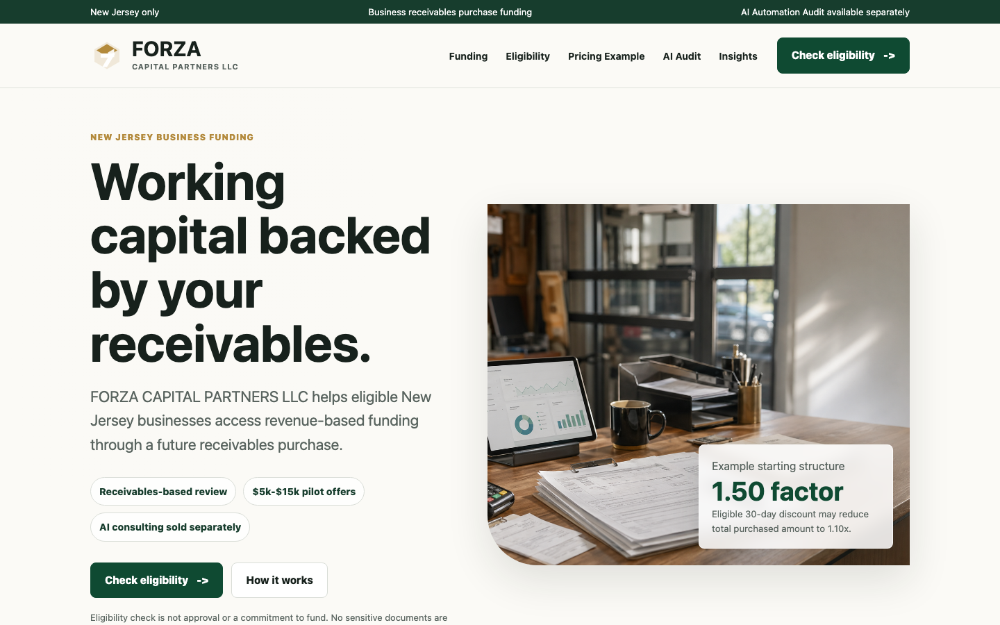 New Jersey only
Business receivables purchase funding
AI Automation Audit available separately
FORZA
CAPITAL PARTNERS LLC
Funding
Eligibility
Pricing Example
AI Audit
Insights
Check eligibility ->
NEW JERSEY BUSINESS FUNDING
Working
capital backed
by your
receivables.
FORZA CAPITAL PARTNERS LLC helps eligible New
Jersey businesses access revenue-based funding
through a future receivables purchase.
Receivables-based review
$5k-$15k pilot offers
AI consulting sold separately
Check eligibility ->
How it works
Eligibility check is not approval or a commitment to fund. No sensitive documents are
Example starting structure
1.50 factor
Eligible 30-day discount may reduce
total purchased amount to 1.10x.